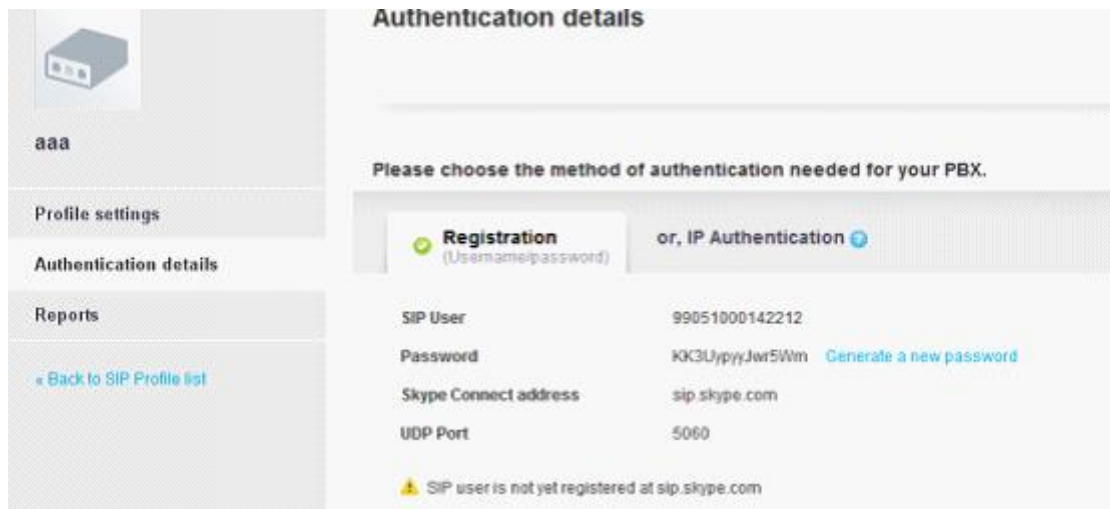 Authentication details
aaa
Please choose the method of authentication needed for your PBX.
Profile settings
Authentication details
Reports
« Back to SIP Profile list
Registration
(Username/password)
or, IP Authentication ?
SIP User 99051000142212
Password KK3UypyyJwr5Wm Generate a new password
Skype Connect address sip.skype.com
UDP Port 5060
SIP user is not yet registered at sip.skype.com